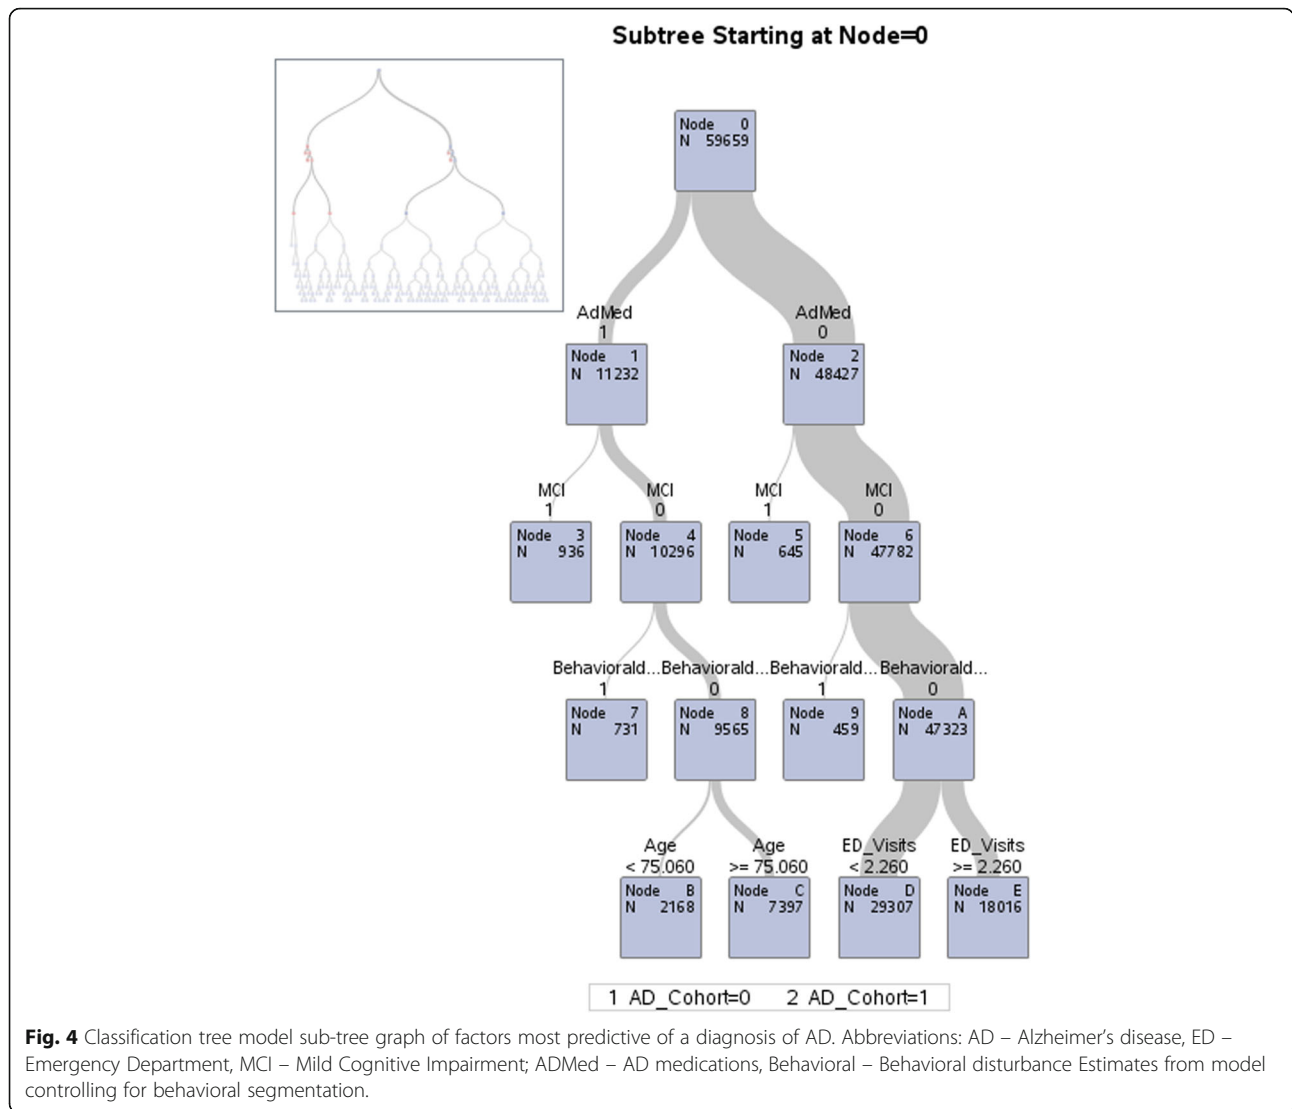 Subtree Starting at Node=0
Node 0
N 59659
AdMed AdMed
1 0
Node 1 Node 2
N 11232 N 48427
MCI MCI MCI MCI
1 0 1 0
Node 3 Node 4 Node 5 Node 6
N 936 N 10296 N 645 N 47782
Behaviorald... Behaviorald... Behaviorald... Behaviorald...
1 0 1 0
Node 7 Node 8 Node 9 Node A
N 731 N 9565 N 459 N 47323
Age Age ED_Visits ED_Visits
< 75.060 >= 75.060 < 2.260 >= 2.260
Node B Node C Node D Node E
N 2168 N 7397 N 29307 N 18016
1 AD_Cohort=0 2 AD_Cohort=1
Fig. 4 Classification tree model sub-tree graph of factors most predictive of a diagnosis of AD. Abbreviations: AD – Alzheimer's disease, ED –
Emergency Department, MCI – Mild Cognitive Impairment; ADMed – AD medications, Behavioral – Behavioral disturbance Estimates from model
controlling for behavioral segmentation.